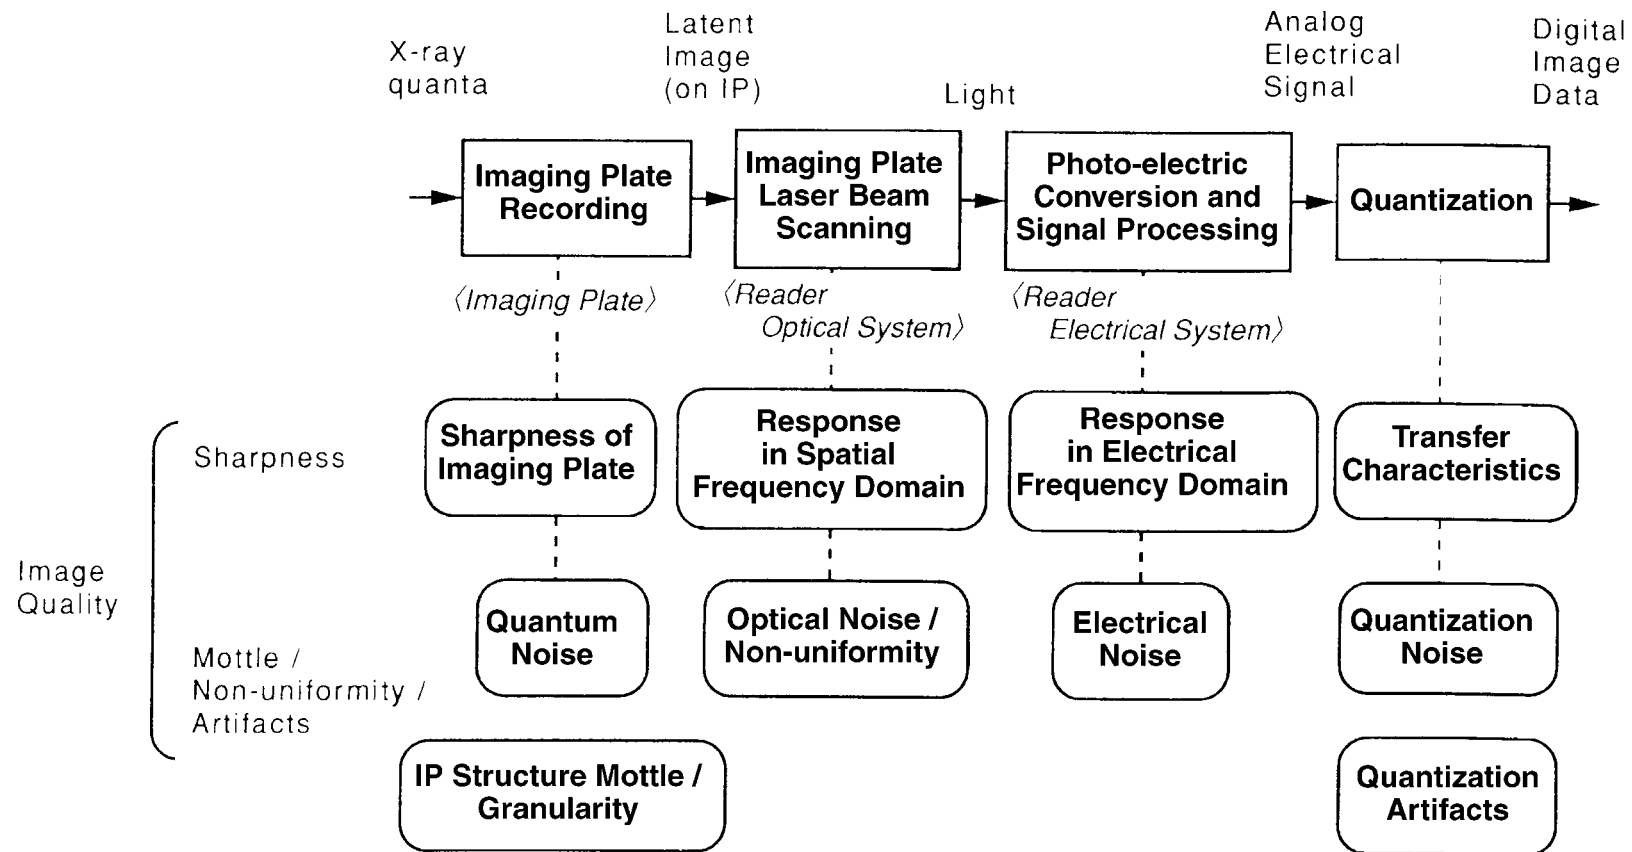 X-ray
quanta
Latent
Image
(on IP)
Light
Analog
Electrical
Signal
Digital
Image
Data
Imaging Plate
Recording
Imaging Plate
Laser Beam
Scanning
Photo-electric
Conversion and
Signal Processing
Quantization
〈Imaging Plate〉
〈Reader
Optical System〉
〈Reader
Electrical System〉
Image
Quality
Sharpness
Sharpness of
Imaging Plate
Response
in Spatial
Frequency Domain
Response
in Electrical
Frequency Domain
Transfer
Characteristics
Mottle /
Non-uniformity /
Artifacts
Quantum
Noise
Optical Noise /
Non-uniformity
Electrical
Noise
Quantization
Noise
IP Structure Mottle /
Granularity
Quantization
Artifacts